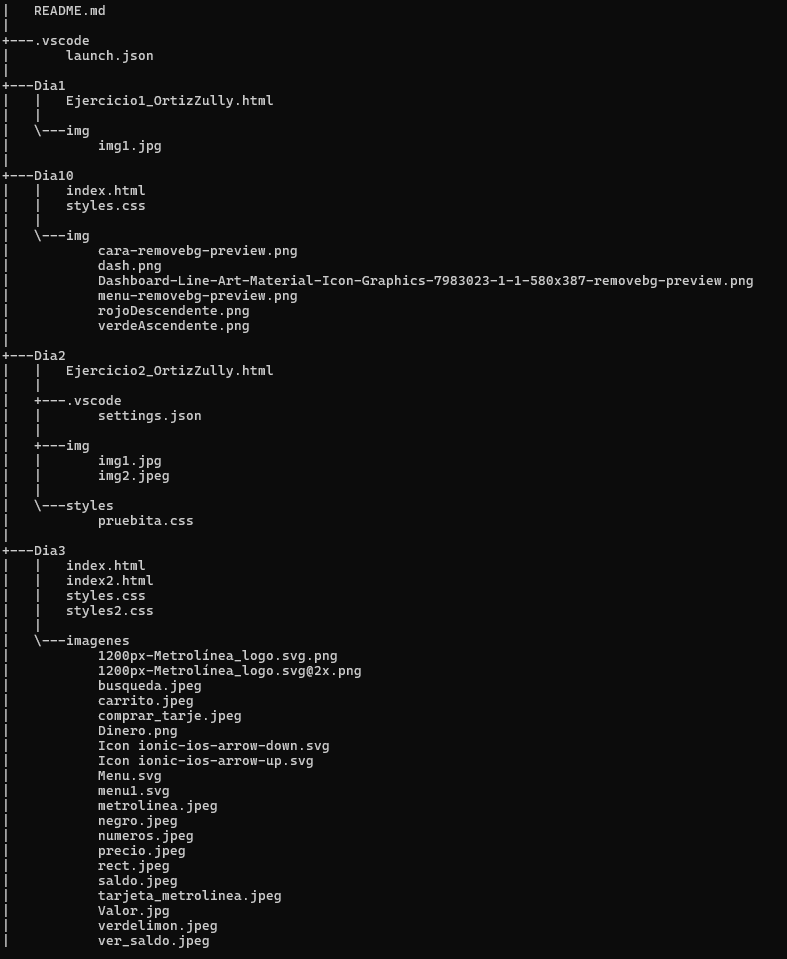 |   README.md
|
+---.vscode
|       launch.json
|
+---Dia1
|   |   Ejercicio1_OrtizZully.html
|   |
|   \---img
|           img1.jpg
|
+---Dia10
|   |   index.html
|   |   styles.css
|   |
|   \---img
|           cara-removebg-preview.png
|           dash.png
|           Dashboard-Line-Art-Material-Icon-Graphics-7983023-1-1-580x387-removebg-preview.png
|           menu-removebg-preview.png
|           rojoDescendente.png
|           verdeAscendente.png
|
+---Dia2
|   |   Ejercicio2_OrtizZully.html
|   |
|   +---.vscode
|   |       settings.json
|   |
|   +---img
|   |       img1.jpg
|   |       img2.jpeg
|   |
|   \---styles
|           pruebita.css
|
+---Dia3
|   |   index.html
|   |   index2.html
|   |   styles.css
|   |   styles2.css
|   |
|   \---imagenes
|           1200px-Metrolínea_logo.svg.png
|           1200px-Metrolínea_logo.svg@2x.png
|           busqueda.jpeg
|           carrito.jpeg
|           comprar_tarje.jpeg
|           Dinero.png
|           Icon ionic-ios-arrow-down.svg
|           Icon ionic-ios-arrow-up.svg
|           Menu.svg
|           menu1.svg
|           metrolinea.jpeg
|           negro.jpeg
|           numeros.jpeg
|           precio.jpeg
|           rect.jpeg
|           saldo.jpeg
|           tarjeta_metrolinea.jpeg
|           Valor.jpg
|           verdelimon.jpeg
|           ver_saldo.jpeg